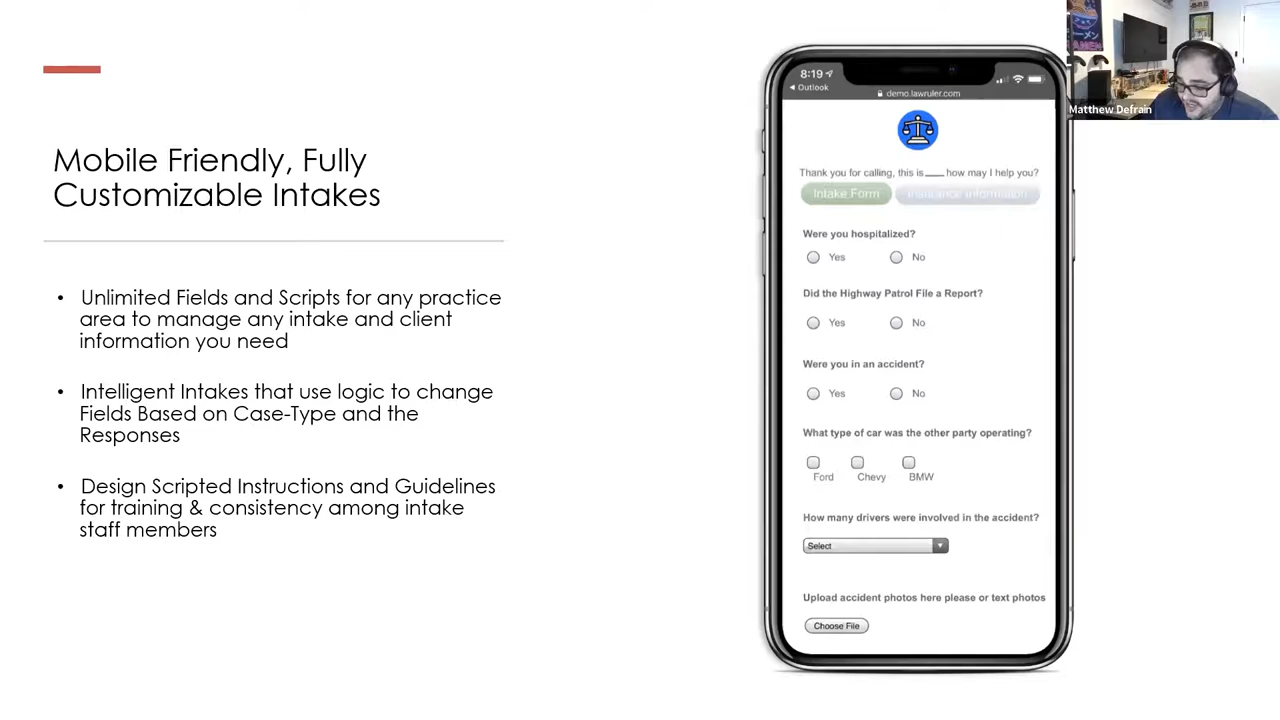 Mobile Friendly, Fully
Customizable Intakes
• Unlimited Fields and Scripts for any practice
area to manage any intake and client
information you need
• Intelligent Intakes that use logic to change
Fields Based on Case-Type and the
Responses
• Design Scripted Instructions and Guidelines
for training & consistency among intake
staff members
8:19
Outlook
demo.lawruler.com
Thank you for calling, this is ___ how may I help you?
Intake Form Insurance Information
Were you hospitalized?
Yes No
Did the Highway Patrol File a Report?
Yes No
Were you in an accident?
Yes No
What type of car was the other party operating?
Ford Chevy BMW
How many drivers were involved in the accident?
Select
Upload accident photos here please or text photos
Choose File
Matthew Defrain